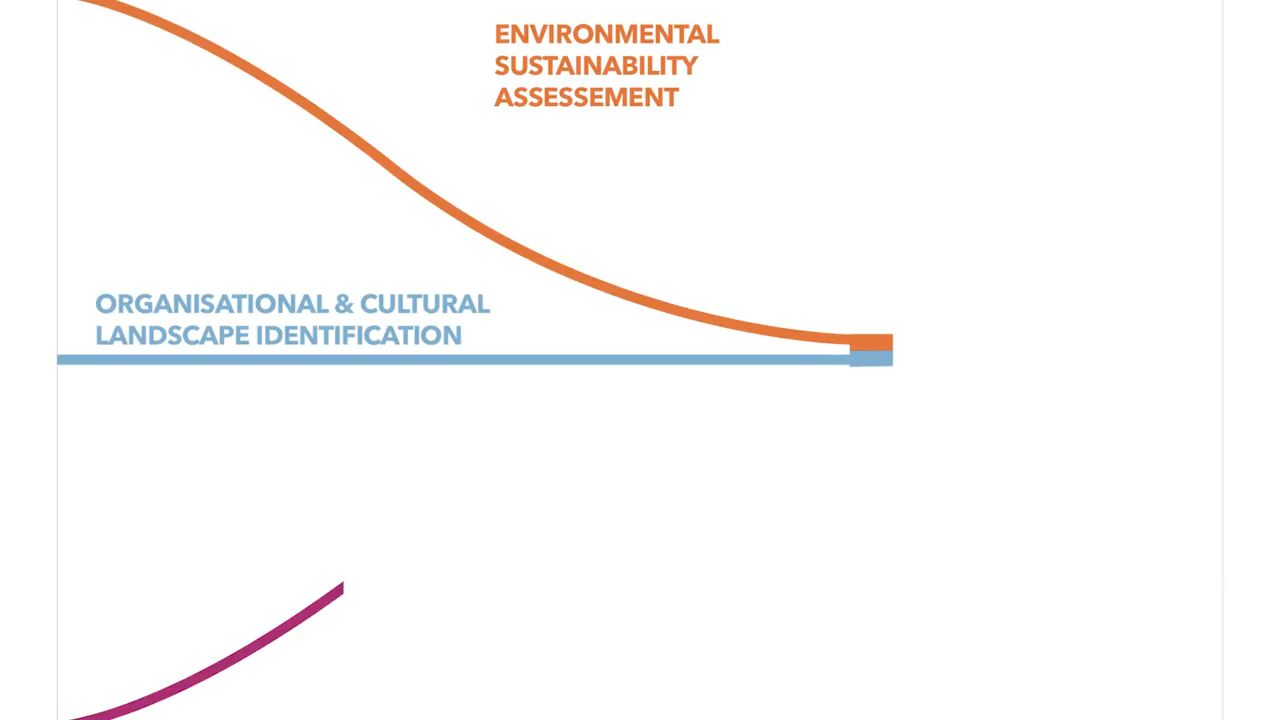 ENVIRONMENTAL
SUSTAINABILITY
ASSESSEMENT
ORGANISATIONAL & CULTURAL
LANDSCAPE IDENTIFICATION